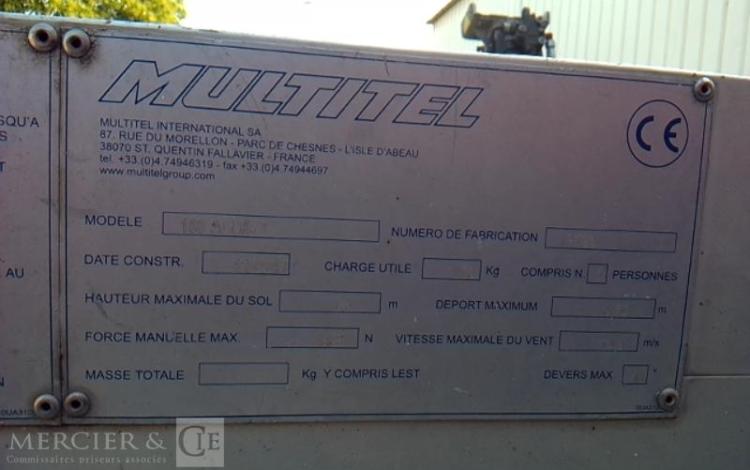 SQU'A
S
T
AU
N
MULTITEL
MULTITEL INTERNATIONAL SA
87. RUE DU MORELLON - PARC DE CHESNES - L'ISLE D'ABEAU
38070 ST. QUENTIN FALLAVIER - FRANCE
tel. +33.(0)4.74946319 - fax +33.(0)4.74944697
www.multitelgroup.com
CE
MODELE
NUMERO DE FABRICATION
DATE CONSTR.
CHARGE UTILE Kg
COMPRIS N. PERSONNES
HAUTEUR MAXIMALE DU SOL m
DEPORT MAXIMUM m
FORCE MANUELLE MAX. N
VITESSE MAXIMALE DU VENT m/s
MASSE TOTALE Kg Y COMPRIS LEST
DEVERS MAX °
MERCIER & CIE
Commissaires priseurs associés